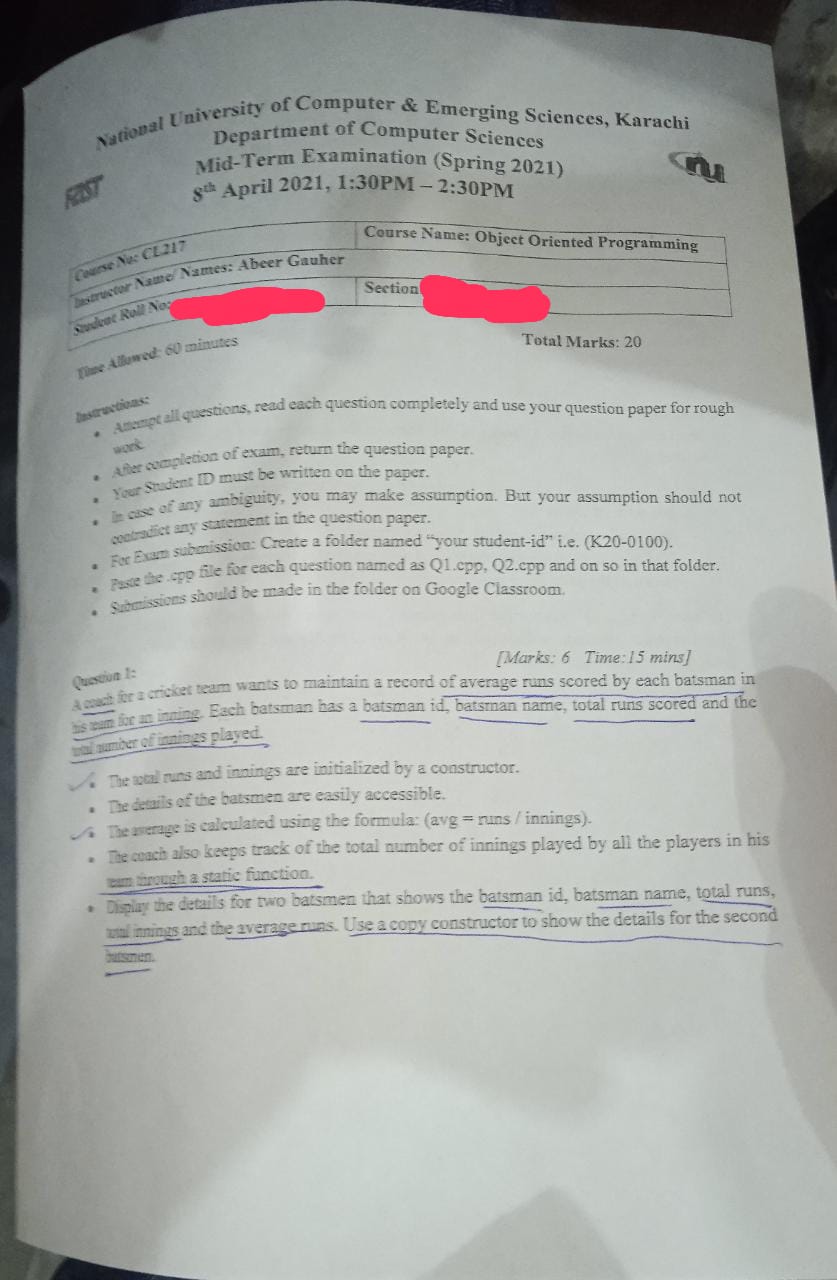 National University of Computer & Emerging Sciences, Karachi
Department of Computer Sciences
Mid-Term Examination (Spring 2021)
8th April 2021, 1:30PM – 2:30PM
FAST
nu
Course No: CL217
Course Name: Object Oriented Programming
Instructor Name/ Names: Abeer Gauher
Student Roll No:
Section
Time Allowed: 60 minutes
Total Marks: 20
Instructions:
• Attempt all questions, read each question completely and use your question paper for rough
work.
• After completion of exam, return the question paper.
• Your Student ID must be written on the paper.
• In case of any ambiguity, you may make assumption. But your assumption should not
contradict any statement in the question paper.
• For Exam submission: Create a folder named “your student-id” i.e. (K20-0100).
• Paste the .cpp file for each question named as Q1.cpp, Q2.cpp and on so in that folder.
• Submissions should be made in the folder on Google Classroom.
Question 1:
[Marks: 6 Time:15 mins]
A coach for a cricket team wants to maintain a record of average runs scored by each batsman in
his team for an inning. Each batsman has a batsman id, batsman name, total runs scored and the
total number of innings played.
• The total runs and innings are initialized by a constructor.
• The details of the batsmen are easily accessible.
• The average is calculated using the formula: (avg = runs / innings).
• The coach also keeps track of the total number of innings played by all the players in his
team through a static function.
• Display the details for two batsmen that shows the batsman id, batsman name, total runs,
total innings and the average runs. Use a copy constructor to show the details for the second
batsmen.